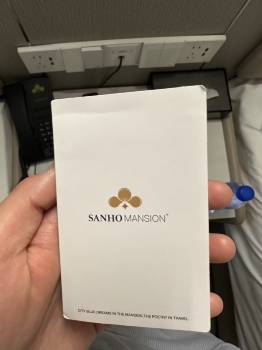 SANHO MANSION
CITY BLUE DREAMS IN THE MANSION,THE POETRY IN TRAVEL